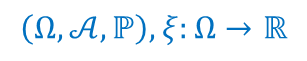 (Ω, 𝒜, ℙ), ξ: Ω → ℝ